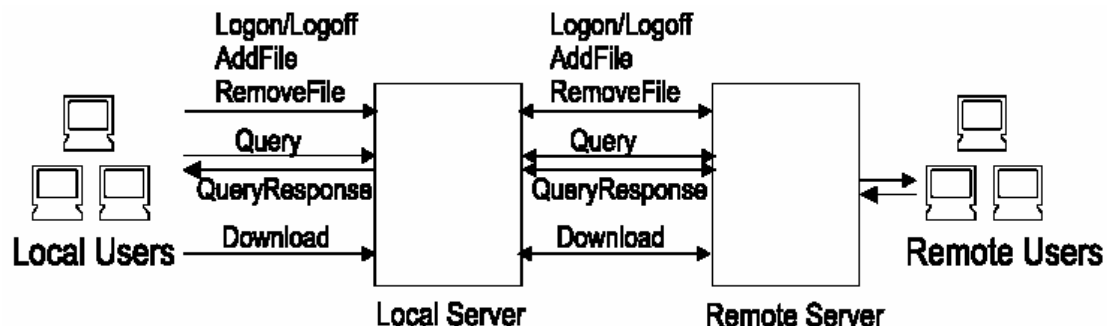 Logon/Logoff
AddFile
RemoveFile
Query
QueryResponse
Download
Local Users
Local Server
Logon/Logoff
AddFile
RemoveFile
Query
QueryResponse
Download
Remote Server
Remote Users